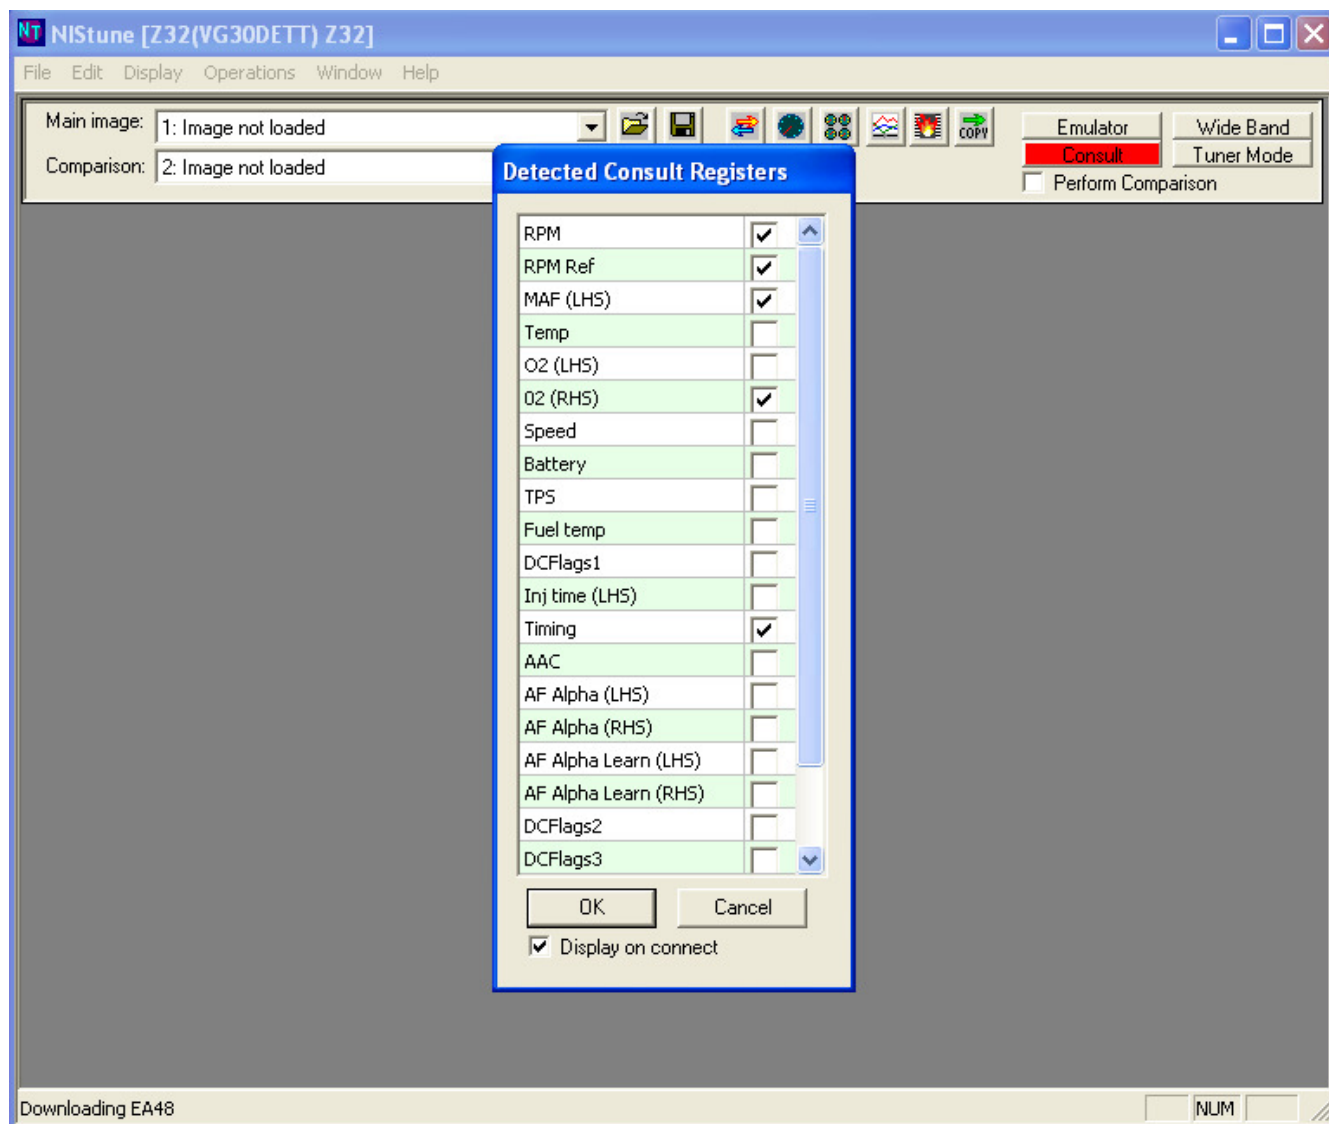 NT NIStune [Z32(VG30DETT) Z32]
File Edit Display Operations Window Help
Main image: 1: Image not loaded
COPY
Emulator Wide Band
Comparison: 2: Image not loaded
Consult Tuner Mode
Perform Comparison
Detected Consult Registers
RPM
RPM Ref
MAF (LHS)
Temp
O2 (LHS)
02 (RHS)
Speed
Battery
TPS
Fuel temp
DCFlags1
Inj time (LHS)
Timing
AAC
AF Alpha (LHS)
AF Alpha (RHS)
AF Alpha Learn (LHS)
AF Alpha Learn (RHS)
DCFlags2
DCFlags3
OK Cancel
Display on connect
Downloading EA48 NUM